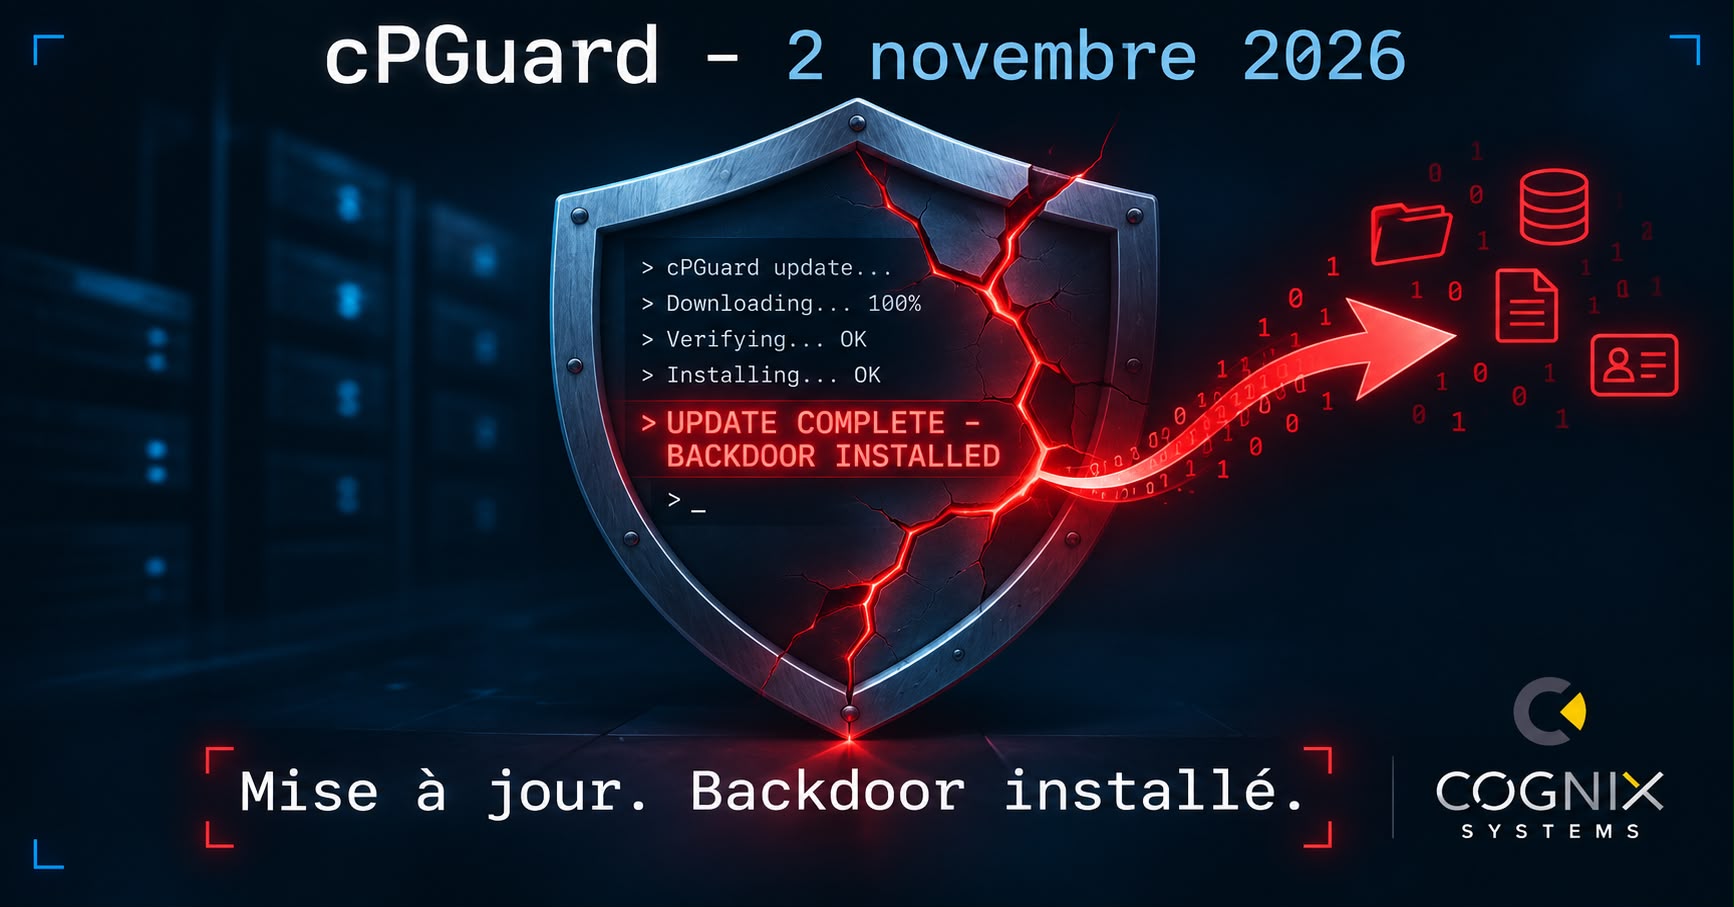 cPGuard - 2 novembre 2026
> cPGuard update...
> Downloading... 100%
> Verifying... OK
> Installing... OK
> UPDATE COMPLETE -
BACKDOOR INSTALLED
>_
Mise à jour. Backdoor installé.
COGNIX
SYSTEMS